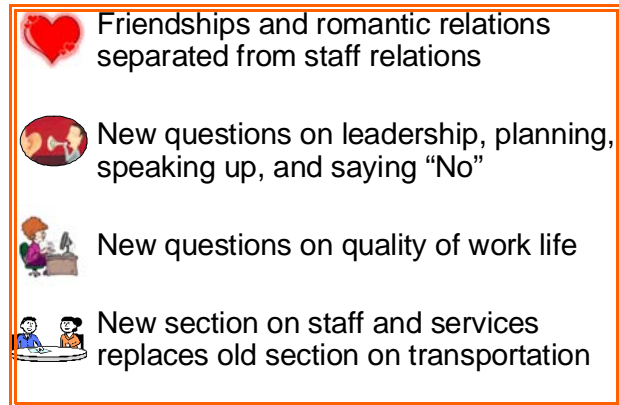 Friendships and romantic relations
separated from staff relations
New questions on leadership, planning,
speaking up, and saying “No”
New questions on quality of work life
New section on staff and services
replaces old section on transportation